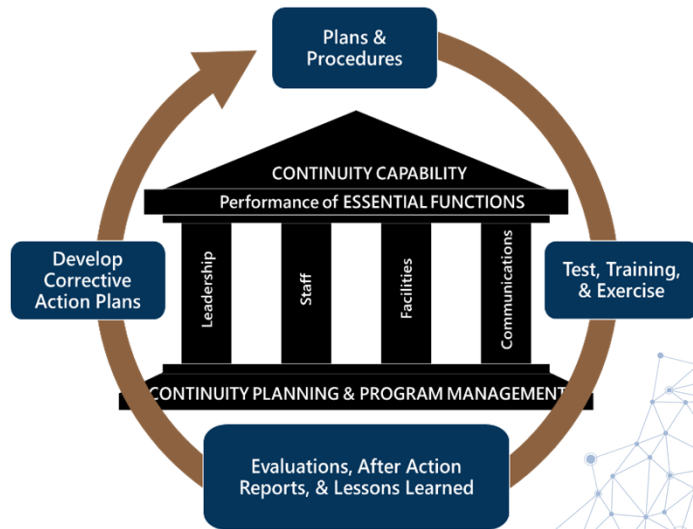 Plans &
Procedures
CONTINUITY CAPABILITY
Performance of ESSENTIAL FUNCTIONS
Develop
Corrective
Action Plans
Leadership
Staff
Facilities
Communications
Test, Training,
& Exercise
CONTINUITY PLANNING & PROGRAM MANAGEMENT
Evaluations, After Action
Reports, & Lessons Learned